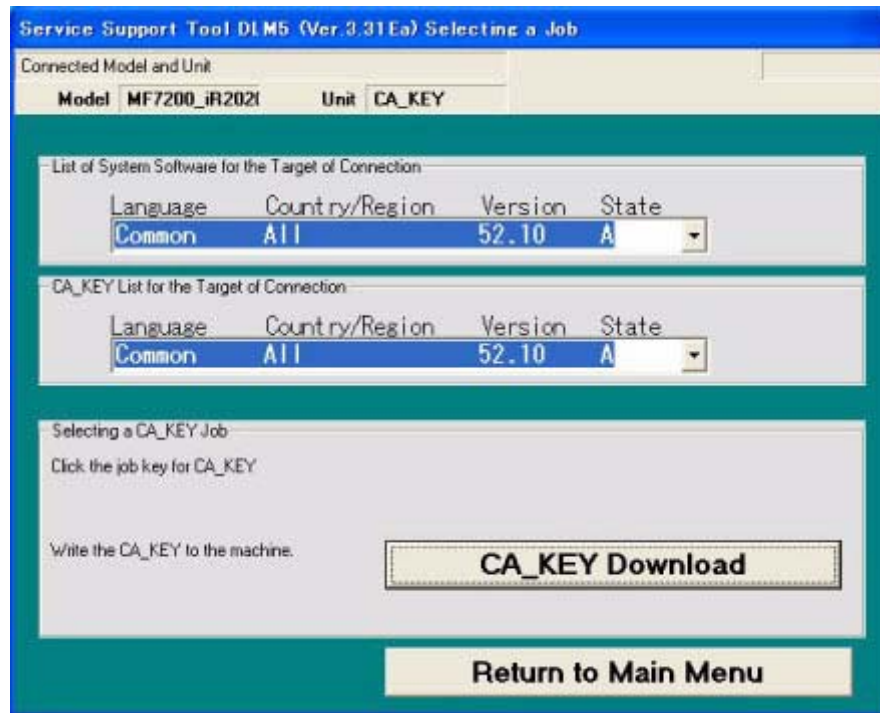 Service Support Tool DLM5 (Ver.3.31Ea) Selecting a Job
Connected Model and Unit
Model MF7200_iR202( Unit CA_KEY
List of System Software for the Target of Connection
Language Country/Region Version State
Common All 52.10 A
CA_KEY List for the Target of Connection
Language Country/Region Version State
Common All 52.10 A
Selecting a CA_KEY Job
Click the job key for CA_KEY
Write the CA_KEY to the machine.
CA_KEY Download
Return to Main Menu